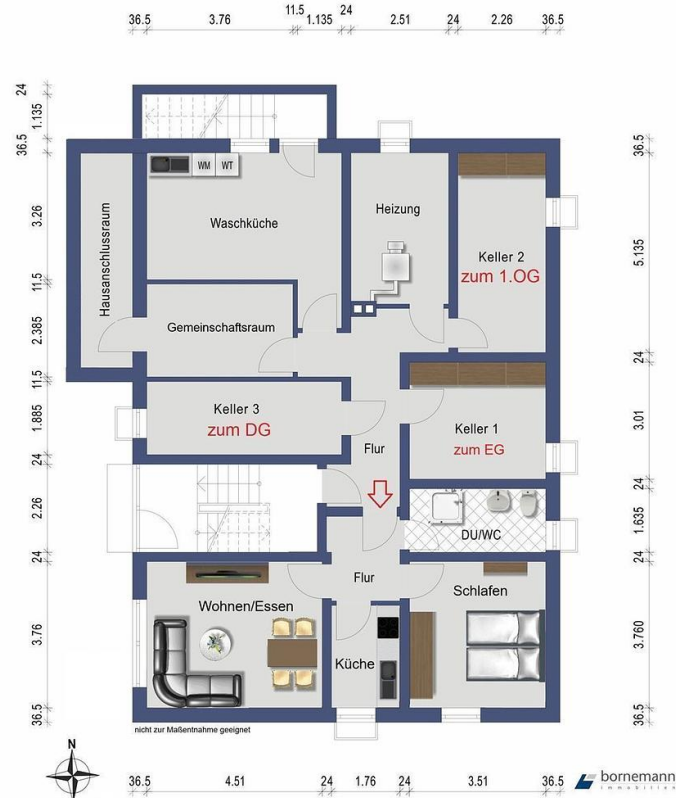 11.5
24
36.5
3.76
1.135
2.51
24
2.26
36.5
24
1.135
36.5
36.5
WM
WT
3.26
Hausanschlussraum
Waschküche
Heizung
Keller 2
zum 1.OG
5.135
11.5
2.385
Gemeinschaftsraum
24
11.5
1.885
Keller 3
zum DG
Keller 1
zum EG
3.01
Flur
24
24
2.26
DU/WC
1.635
24
24
Flur
Schlafen
Wohnen/Essen
3.76
3.760
Küche
36.5
36.5
nicht zur Maßentnahme geeignet
N
36.5
4.51
24
1.76
24
3.51
36.5
bornemann
immobilien